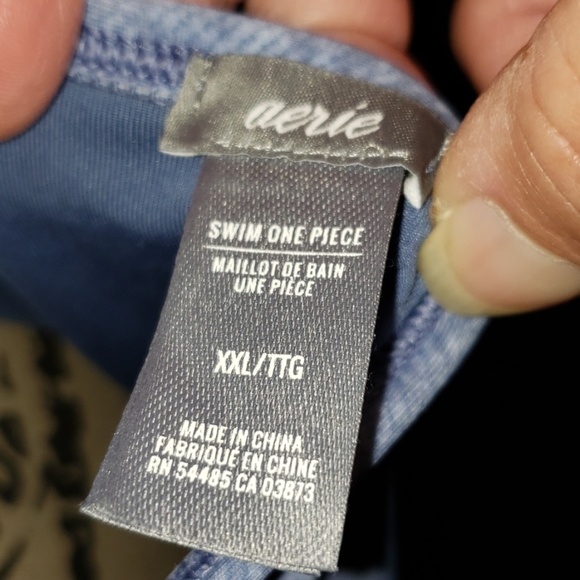 aerie
SWIM ONE PIECE
MAILLOT DE BAIN
UNE PIÈCE
XXL/TTG
MADE IN CHINA
FABRIQUÉ EN CHINE
RN 54485 CA 03873